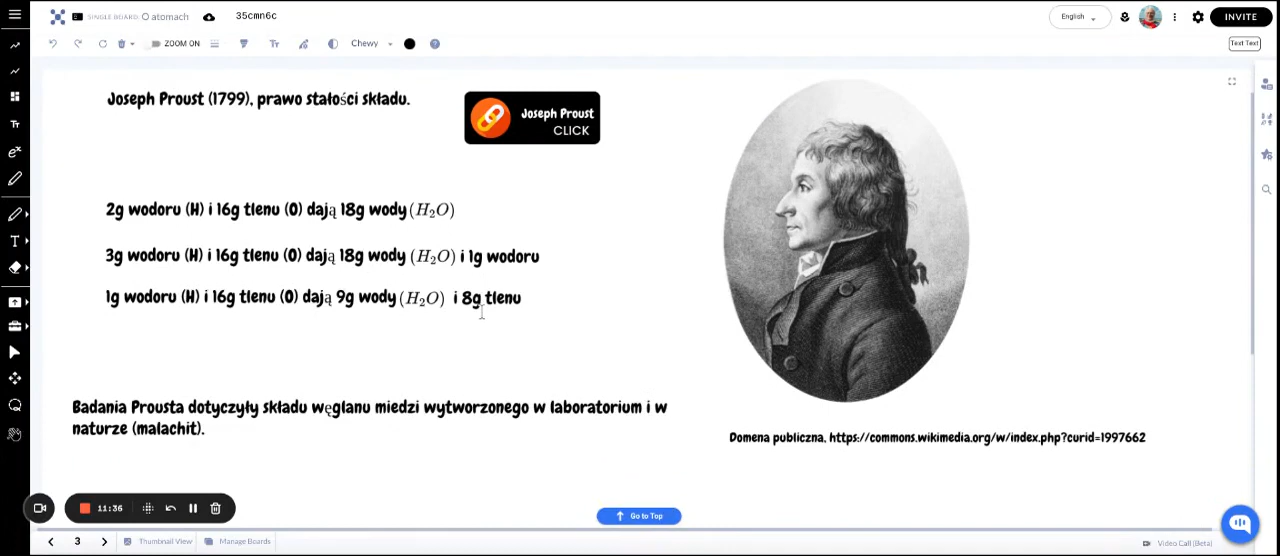 SINGLE BOARD: O atomach
35cmn6c
English
INVITE
ZOOM ON
Chewy
Text Text
Joseph Proust (1799), prawo stałości składu.
Joseph Proust
CLICK
2g wodoru (H) i 16g tlenu (O) dają 18g wody (H₂O)
3g wodoru (H) i 16g tlenu (O) dają 18g wody (H₂O) i 1g wodoru
1g wodoru (H) i 16g tlenu (O) dają 9g wody (H₂O) i 8g tlenu
Badania Prousta dotyczyły składu węglanu miedzi wytworzonego w laboratorium i w
naturze (malachit).
Domena publiczna, https://commons.wikimedia.org/w/index.php?curid=1997662
11:36
Go to Top
3
Thumbnail View
Manage Boards
Video Call (Beta)